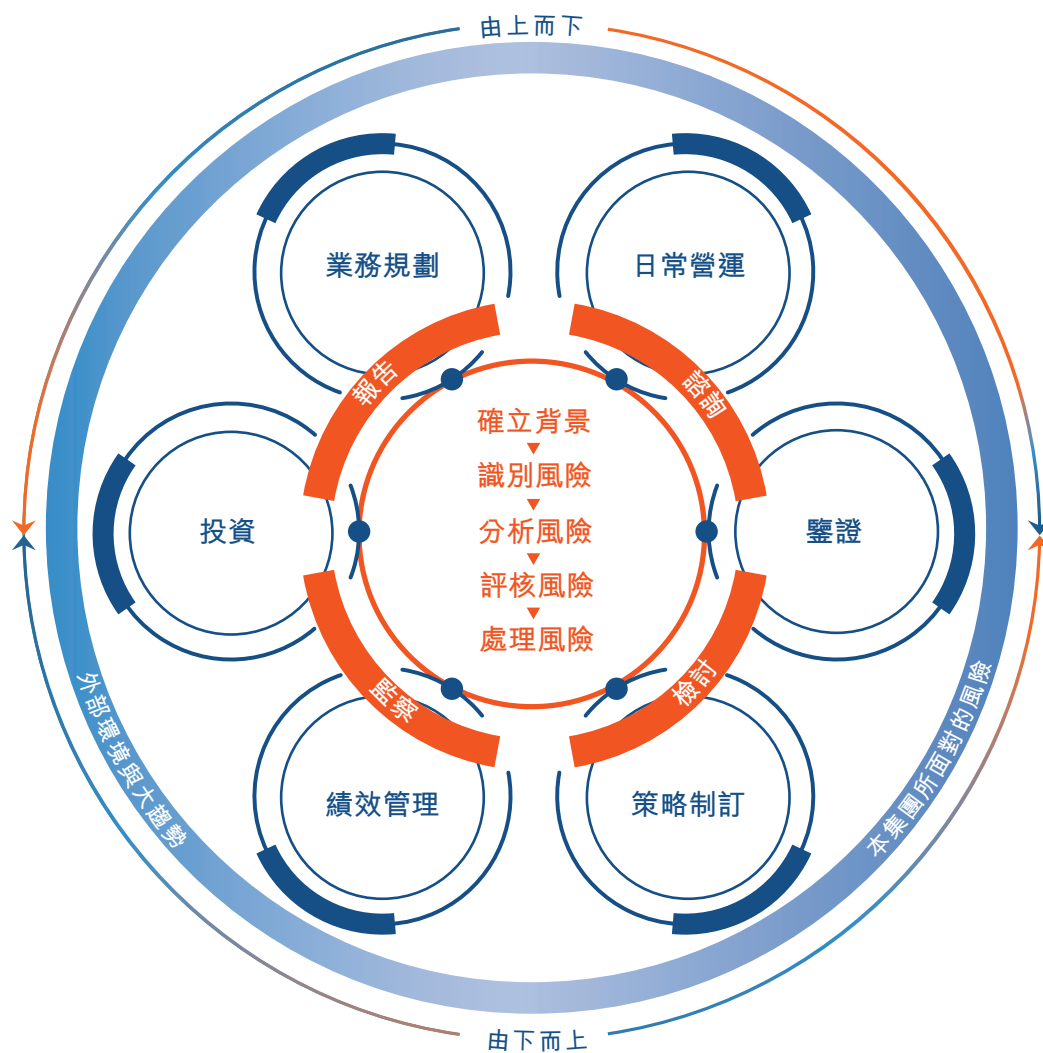 由上而下
業務規劃
日常營運
報告
諮詢
確立背景
識別風險
分析風險
評核風險
處理風險
投資
鑒證
監察
檢討
外部環境與大趨勢
本集團所面對的風險
績效管理
策略制訂
由下而上